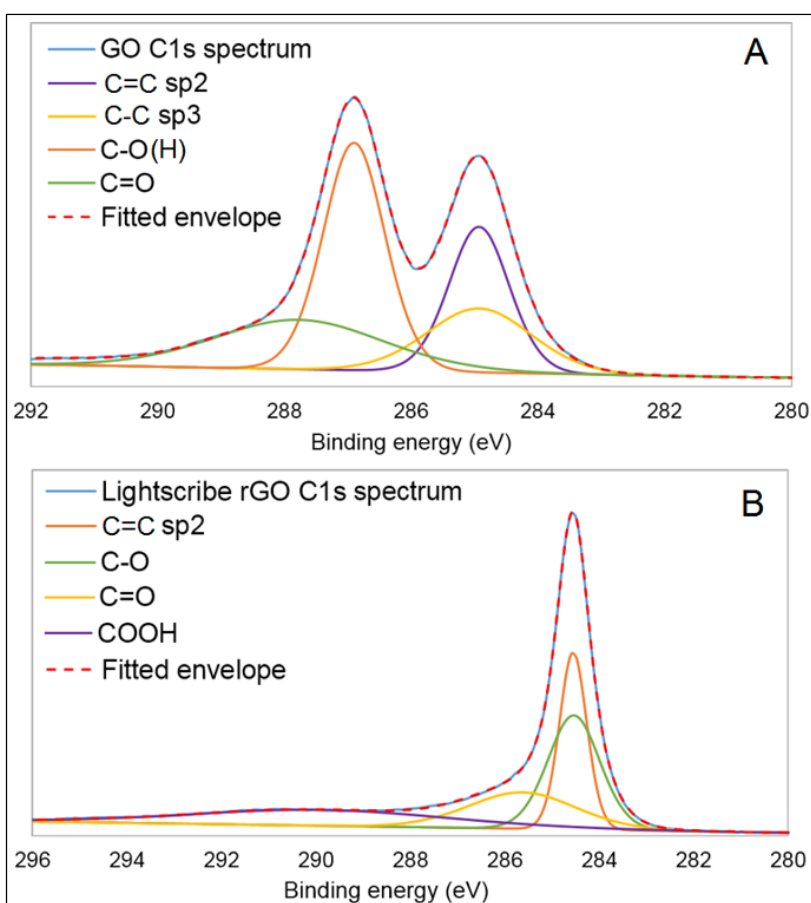 GO C1s spectrum
A
C=C sp2
C-C sp3
C-O(H)
C=O
Fitted envelope
292 290 288 286 284 282 280
Binding energy (eV)
Lightscribe rGO C1s spectrum
B
C=C sp2
C-O
C=O
COOH
Fitted envelope
296 294 292 290 288 286 284 282 280
Binding energy (eV)